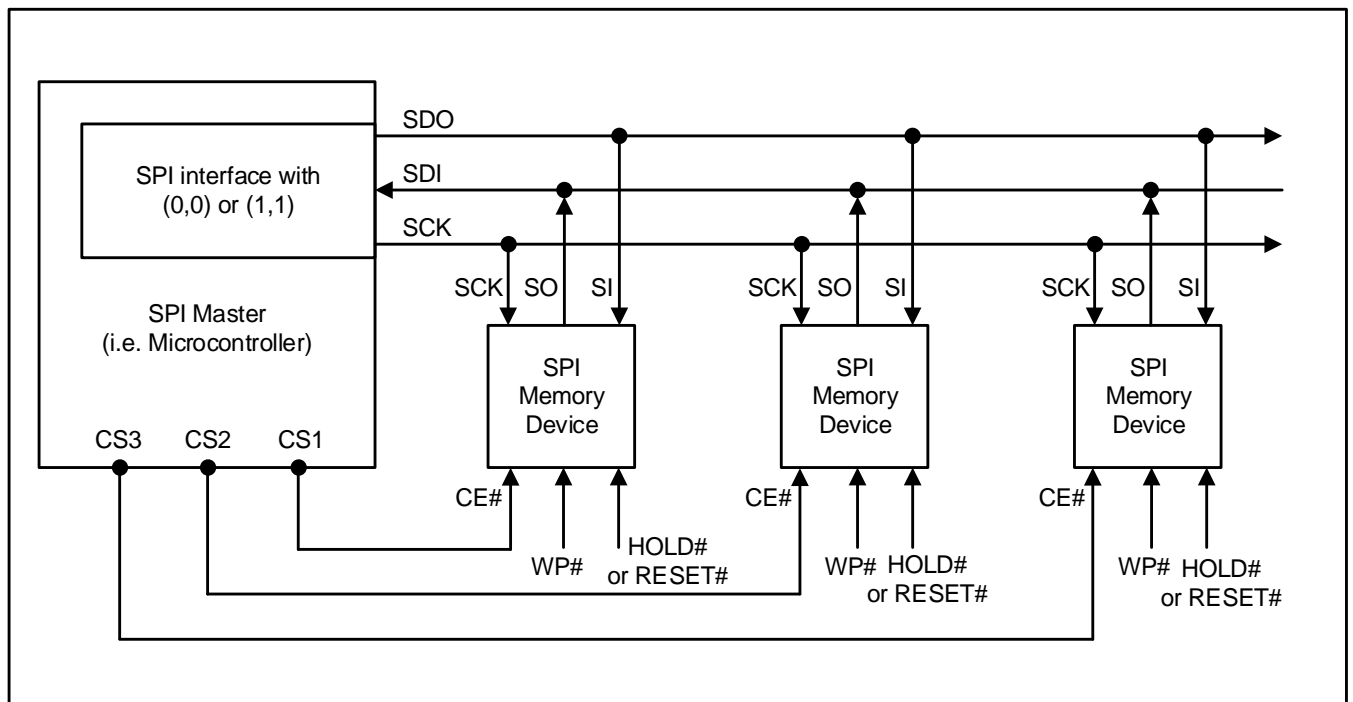 SDO
SPI interface with
(0,0) or (1,1)
SDI
SCK
SPI Master
(i.e. Microcontroller)
CS3 CS2 CS1
SCK SO SI
SPI
Memory
Device
CE#
WP#
HOLD#
or RESET#
SCK SO SI
SPI
Memory
Device
CE#
WP#
HOLD#
or RESET#
SCK SO SI
SPI
Memory
Device
CE#
WP#
HOLD#
or RESET#